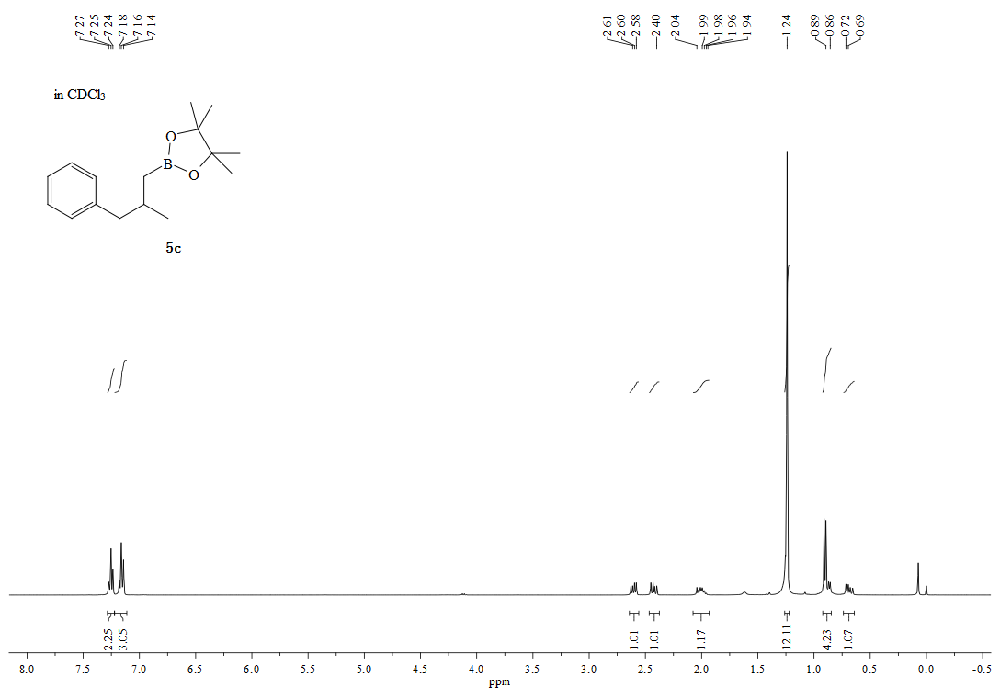 7.27 7.25 7.24 7.18 7.16 7.14 2.61 2.60 2.58 2.40 2.04 1.99 1.98 1.96 1.94 1.24 0.89 0.86 0.72 0.69
in CDCl3
O
B
O
5c
2.25 3.05 1.01 1.01 1.17 12.11 4.23 1.07
8.0 7.5 7.0 6.5 6.0 5.5 5.0 4.5 4.0 3.5 3.0 2.5 2.0 1.5 1.0 0.5 0.0 -0.5
ppm